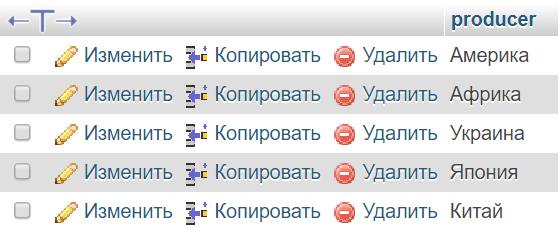 producer
Изменить Копировать Удалить Америка
Изменить Копировать Удалить Африка
Изменить Копировать Удалить Украина
Изменить Копировать Удалить Япония
Изменить Копировать Удалить Китай